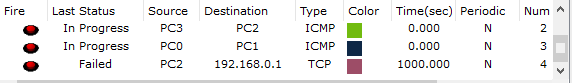 Fire Last Status Source Destination Type Color Time(sec) Periodic Num
In Progress PC3 PC2 ICMP 0.000 N 2
In Progress PC0 PC1 ICMP 0.000 N 3
Failed PC2 192.168.0.1 TCP 1000.000 N 4